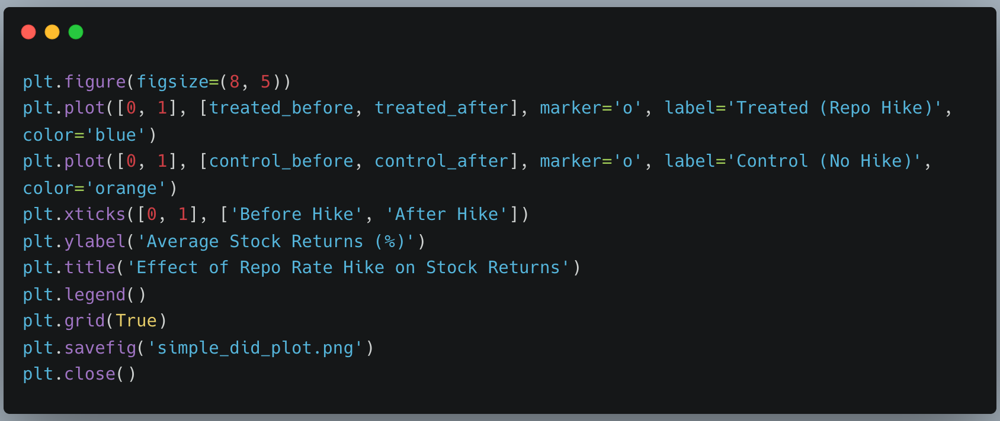 plt.figure(figsize=(8, 5))
plt.plot([0, 1], [treated_before, treated_after], marker='o', label='Treated (Repo Hike)',
color='blue')
plt.plot([0, 1], [control_before, control_after], marker='o', label='Control (No Hike)',
color='orange')
plt.xticks([0, 1], ['Before Hike', 'After Hike'])
plt.ylabel('Average Stock Returns (%)')
plt.title('Effect of Repo Rate Hike on Stock Returns')
plt.legend()
plt.grid(True)
plt.savefig('simple_did_plot.png')
plt.close()